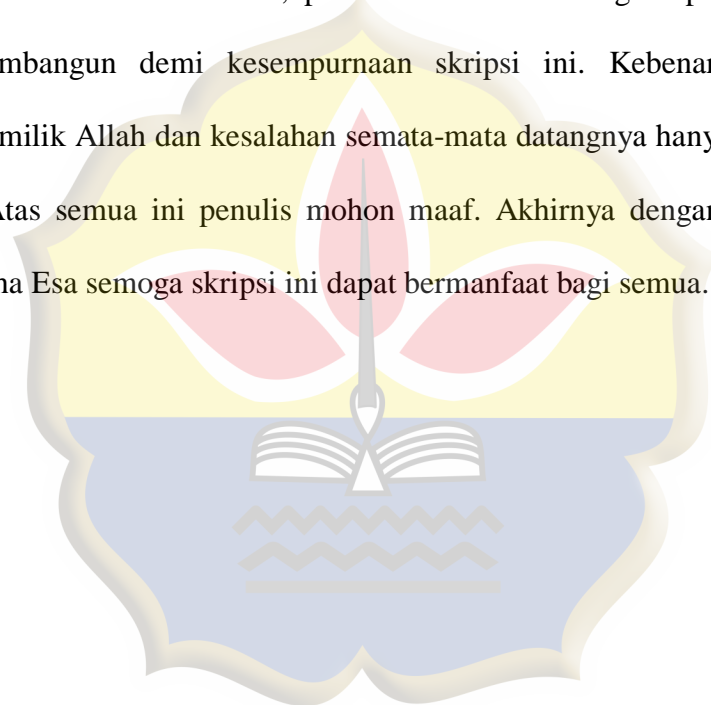 mbangun demi kesempurnaan skripsi ini. Kebenar
milik Allah dan kesalahan semata-mata datangnya hany
Atas semua ini penulis mohon maaf. Akhirnya dengan
na Esa semoga skripsi ini dapat bermanfaat bagi semua.